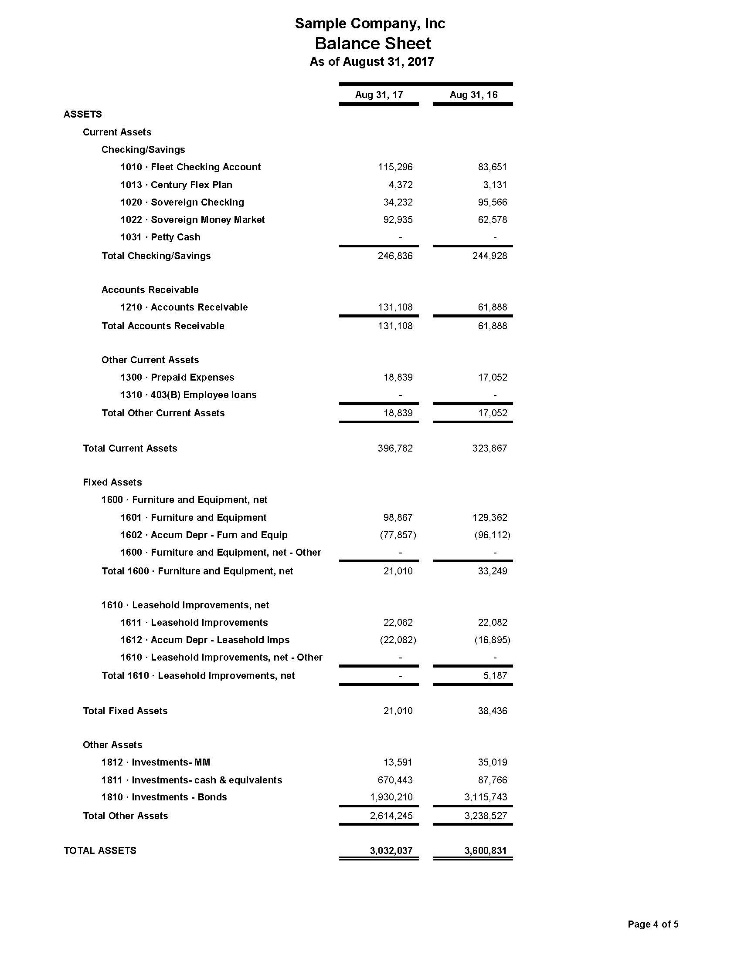 Sample Company, Inc
Balance Sheet
As of August 31, 2017
Aug 31, 17 Aug 31, 16
ASSETS
Current Assets
Checking/Savings
1010 · Fleet Checking Account 115,296 83,651
1013 · Century Flex Plan 4,372 3,131
1020 · Sovereign Checking 34,232 95,566
1022 · Sovereign Money Market 92,935 62,578
1031 · Petty Cash - -
Total Checking/Savings 246,836 244,928
Accounts Receivable
1210 · Accounts Receivable 131,108 61,888
Total Accounts Receivable 131,108 61,888
Other Current Assets
1300 · Prepaid Expenses 18,839 17,052
1310 · 403(B) Employee loans - -
Total Other Current Assets 18,839 17,052
Total Current Assets 396,782 323,867
Fixed Assets
1600 · Furniture and Equipment, net
1601 · Furniture and Equipment 98,867 129,362
1602 · Accum Depr - Furn and Equip (77,857) (96,112)
1600 · Furniture and Equipment, net - Other - -
Total 1600 · Furniture and Equipment, net 21,010 33,249
1610 · Leasehold Improvements, net
1611 · Leasehold Improvements 22,082 22,082
1612 · Accum Depr - Leasehold Imps (22,082) (16,895)
1610 · Leasehold Improvements, net - Other - -
Total 1610 · Leasehold Improvements, net - 5,187
Total Fixed Assets 21,010 38,436
Other Assets
1812 · Investments- MM 13,591 35,019
1811 · Investments- cash & equivalents 670,443 87,766
1810 · Investments - Bonds 1,930,210 3,115,743
Total Other Assets 2,614,245 3,238,527
TOTAL ASSETS 3,032,037 3,600,831
Page 4 of 5